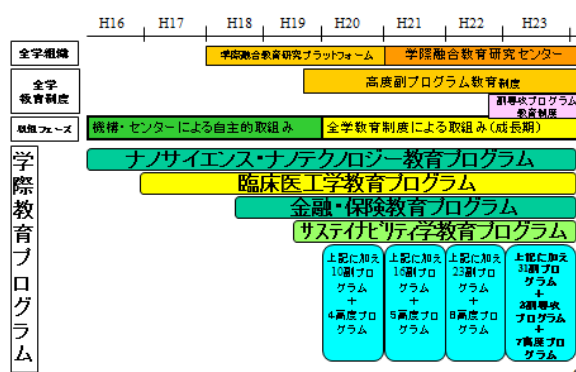 H16 H17 H18 H19 H20 H21 H22 H23
全学組織
学際融合教育研究プラットフォーム
学際融合教育研究センター
全学
教育制度
高度副プログラム教育制度
副専攻プログラム
教育制度
取組フェーズ
機構・センターによる自主的取組み
全学教育制度による取組み(成長期)
学際教育プログラム
ナノサイエンス・ナノテクノロジー教育プログラム
臨床医工学教育プログラム
金融・保険教育プログラム
サステイナビリティ学教育プログラム
上記に加え
10副プロ
グラム
+
4高度プロ
グラム
上記に加え
16副プロ
グラム
+
5高度プロ
グラム
上記に加え
23副プロ
グラム
+
6高度プロ
グラム
上記に加え
31副プロ
グラム
+
2副専攻
プログラム
+
7高度プロ
グラム